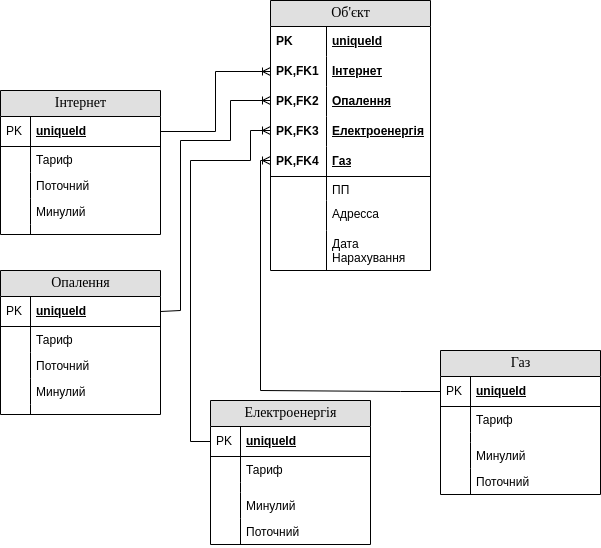 Об'єкт
PK uniqueId
PK,FK1 Інтернет
PK,FK2 Опалення
PK,FK3 Електроенергія
PK,FK4 Газ
ПП
Адресса
Дата
Нарахування
Інтернет
PK uniqueId
Тариф
Поточний
Минулий
Опалення
PK uniqueId
Тариф
Поточний
Минулий
Електроенергія
PK uniqueId
Тариф
Минулий
Поточний
Газ
PK uniqueId
Тариф
Минулий
Поточний